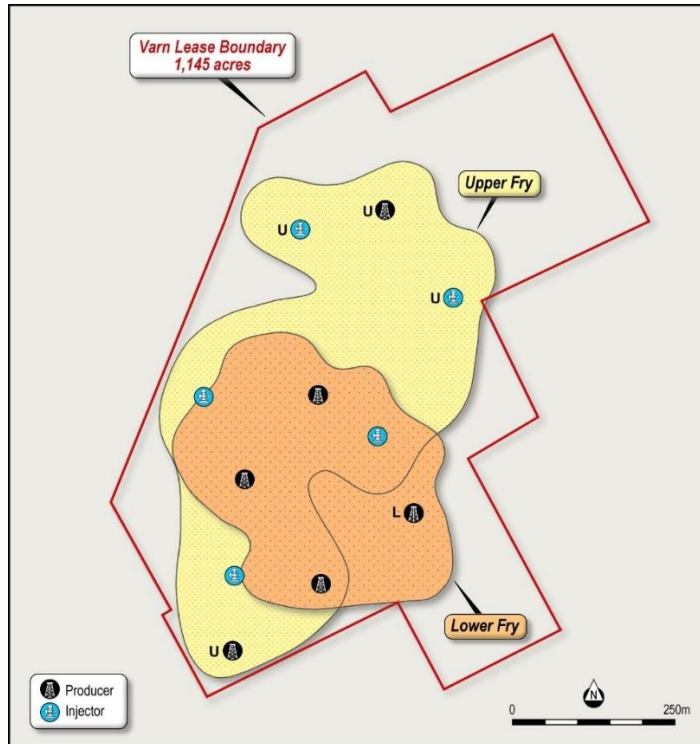 Varn Lease Boundary
1,145 acres
Upper Fry
U
U
U
L
Lower Fry
U
Producer
Injector
N
0
250m